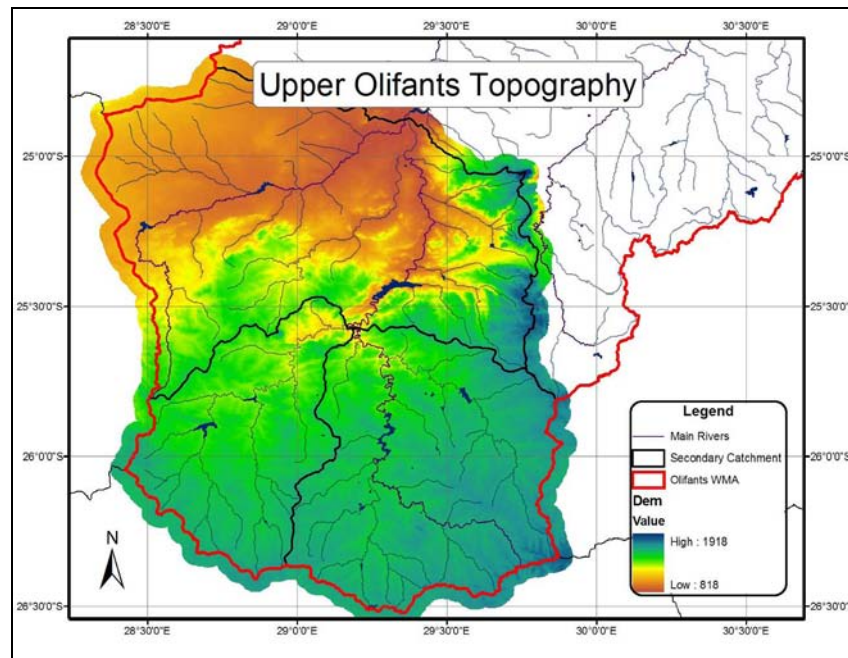 28°30'0"E
29°0'0"E
29°30'0"E
30°0'0"E
30°30'0"E
Upper Olifants Topography
25°0'0"S
25°0'0"S
25°30'0"S
25°30'0"S
26°0'0"S
26°0'0"S
26°30'0"S
26°30'0"S
Legend
Main Rivers
Secondary Catchment
Olifants WMA
Dem
Value
High : 1918
Low : 818
N
28°30'0"E
29°0'0"E
29°30'0"E
30°0'0"E
30°30'0"E